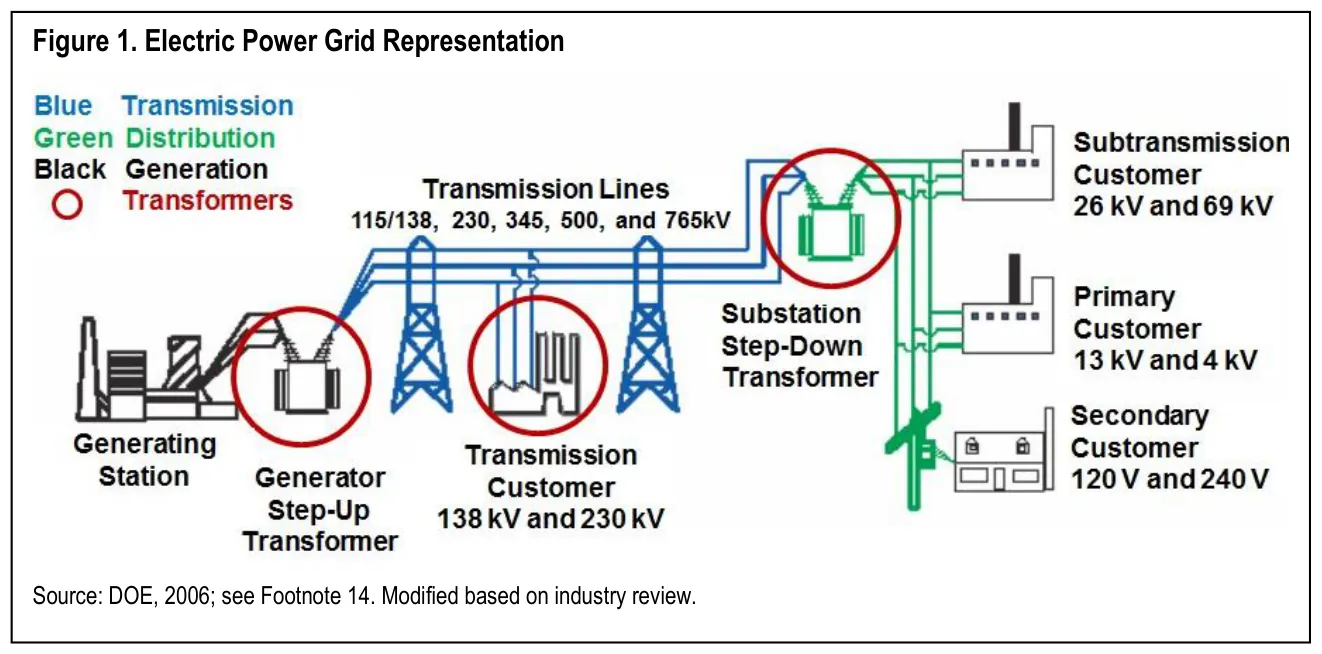 Figure 1. Electric Power Grid Representation
Blue Transmission
Green Distribution
Black Generation
Transformers
Transmission Lines
115/138, 230, 345, 500, and 765kV
Subtransmission
Customer
26 kV and 69 kV
Substation
Step-Down
Transformer
Primary
Customer
13 kV and 4 kV
Generating
Station
Generator
Step-Up
Transformer
Transmission
Customer
138 kV and 230 kV
Secondary
Customer
120 V and 240 V
Source: DOE, 2006; see Footnote 14. Modified based on industry review.